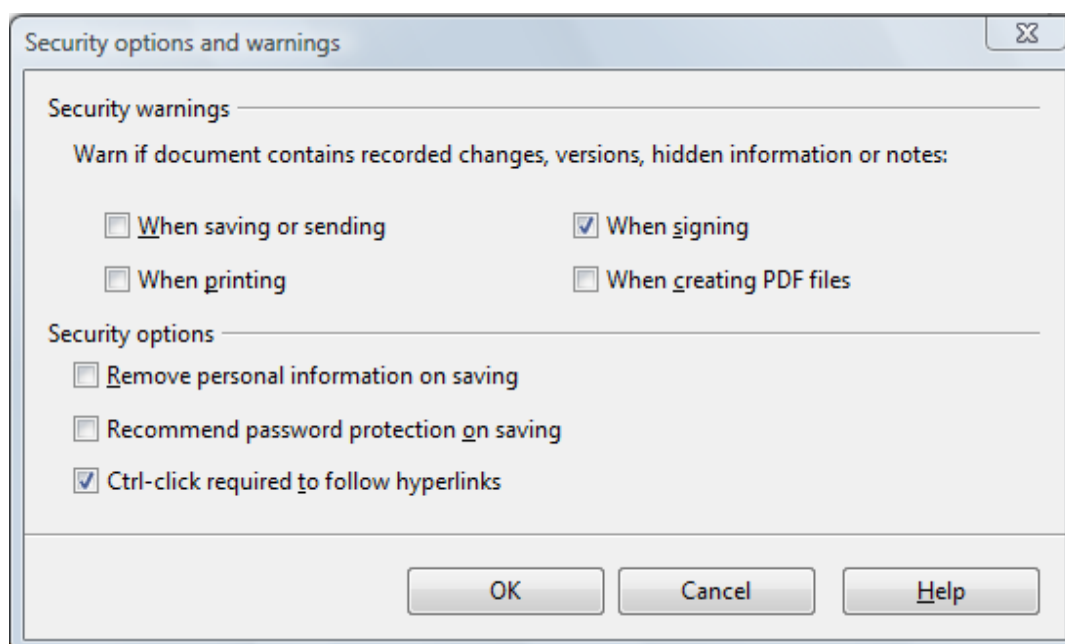 Security options and warnings
Security warnings
Warn if document contains recorded changes, versions, hidden information or notes:
When saving or sending
When signing
When printing
When creating PDF files
Security options
Remove personal information on saving
Recommend password protection on saving
Ctrl-click required to follow hyperlinks
OK
Cancel
Help